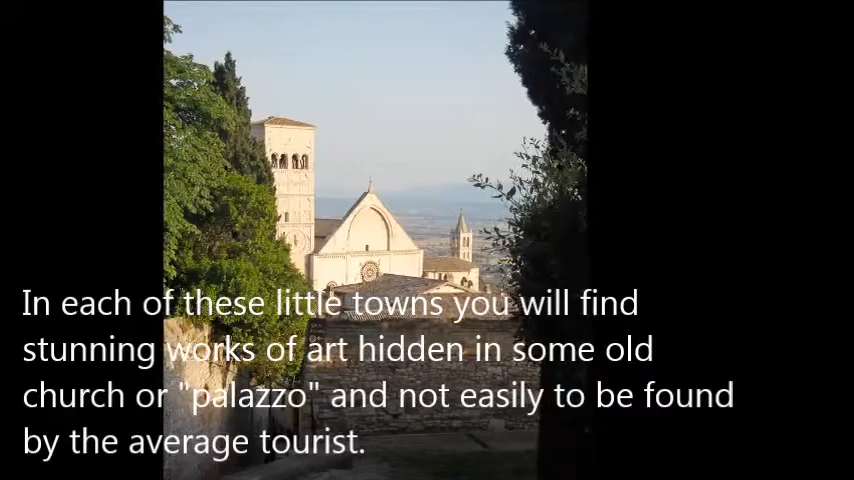 In each of these little towns you will find
stunning works of art hidden in some old
church or "palazzo" and not easily to be found
by the average tourist.